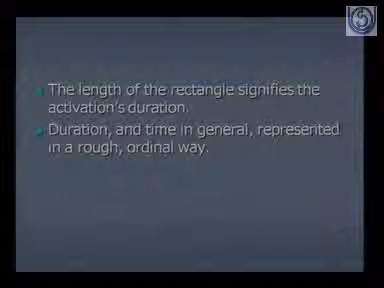 The length of the rectangle signifies the
activation's duration.
Duration, and time in general, represented
in a rough, ordinal way.